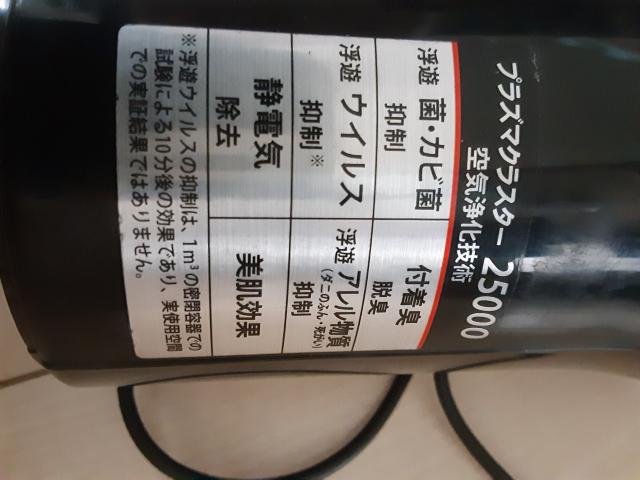 プラズマクラスター 25000
空気浄化技術
浮遊 菌・カビ菌
抑制
付着臭
脱臭
浮遊 ウイルス
抑制※
浮遊 アレル物質
(ダニのふん・死がい)
抑制
静電気
除去
美肌効果
※浮遊ウイルスの抑制は、1m³の密閉容器での
試験による10分後の効果であり、実使用空間
での実証結果ではありません。